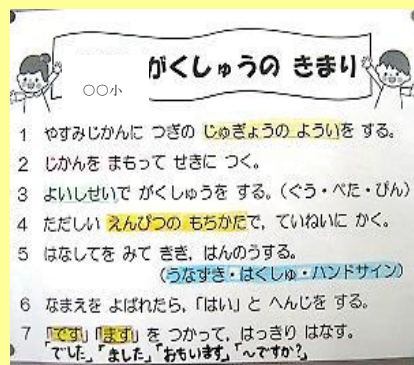 がくしゅうの きまり
○○小
1 やすみじかんに つぎの じゅぎょうの よういを する。
2 じかんを まもって せきに つく。
3 よいしせいで がくしゅうを する。(ぐう・ぺた・ぴん)
4 ただしい えんぴつの もちかたで，ていねいに かく。
5 はなしてを みて きき，はんのうする。
(うなずき・はくしゅ・ハンドサイン)
6 なまえを よばれたら，「はい」と へんじを する。
7 「です」「ます」を つかって，はっきり はなす。
「でした」「ました」「おもいます」「～ですか？」